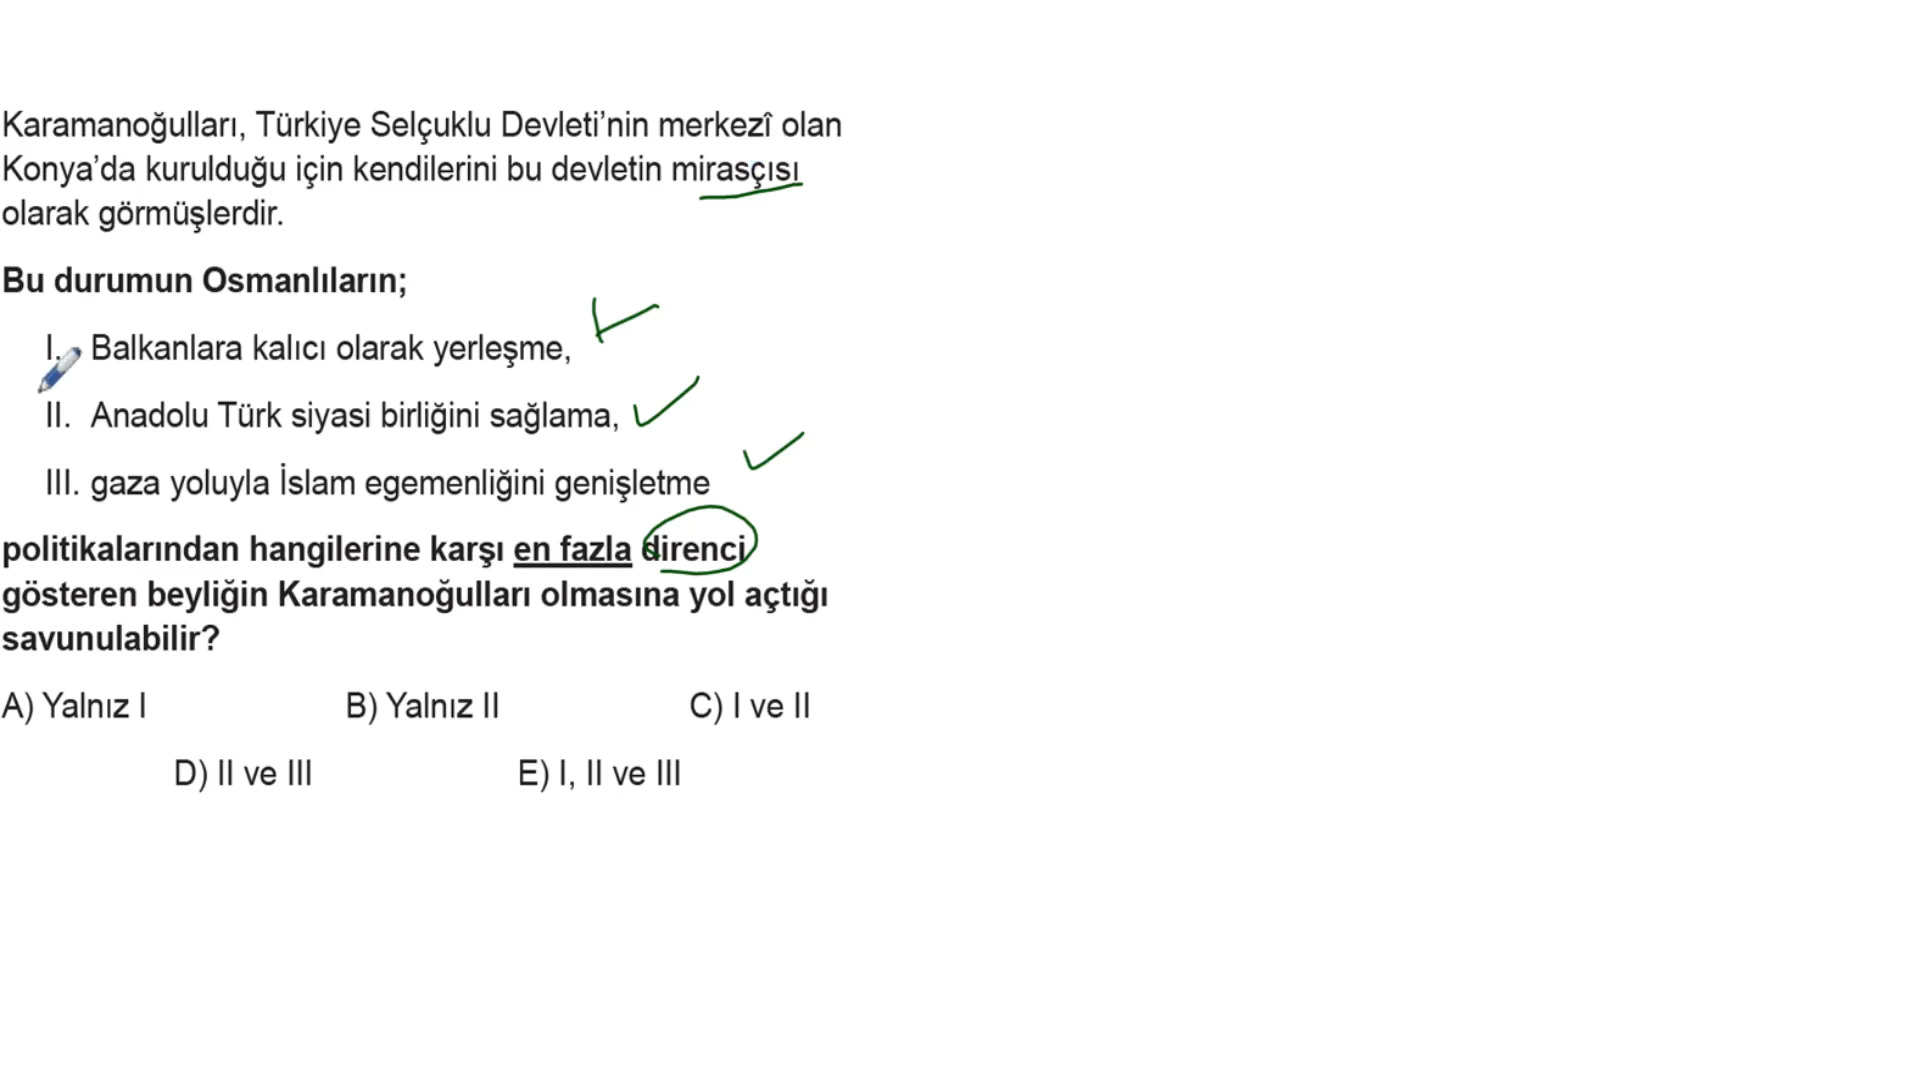 Karamanoğulları, Türkiye Selçuklu Devleti’nin merkezî olan
Konya’da kurulduğu için kendilerini bu devletin mirasçısı
olarak görmüşlerdir.
Bu durumun Osmanlıların;
I. Balkanlara kalıcı olarak yerleşme,
II. Anadolu Türk siyasi birliğini sağlama,
III. gaza yoluyla İslam egemenliğini genişletme
politikalarından hangilerine karşı en fazla direnci
gösteren beyliğin Karamanoğulları olmasına yol açtığı
savunulabilir?
A) Yalnız I B) Yalnız II C) I ve II
D) II ve III E) I, II ve III